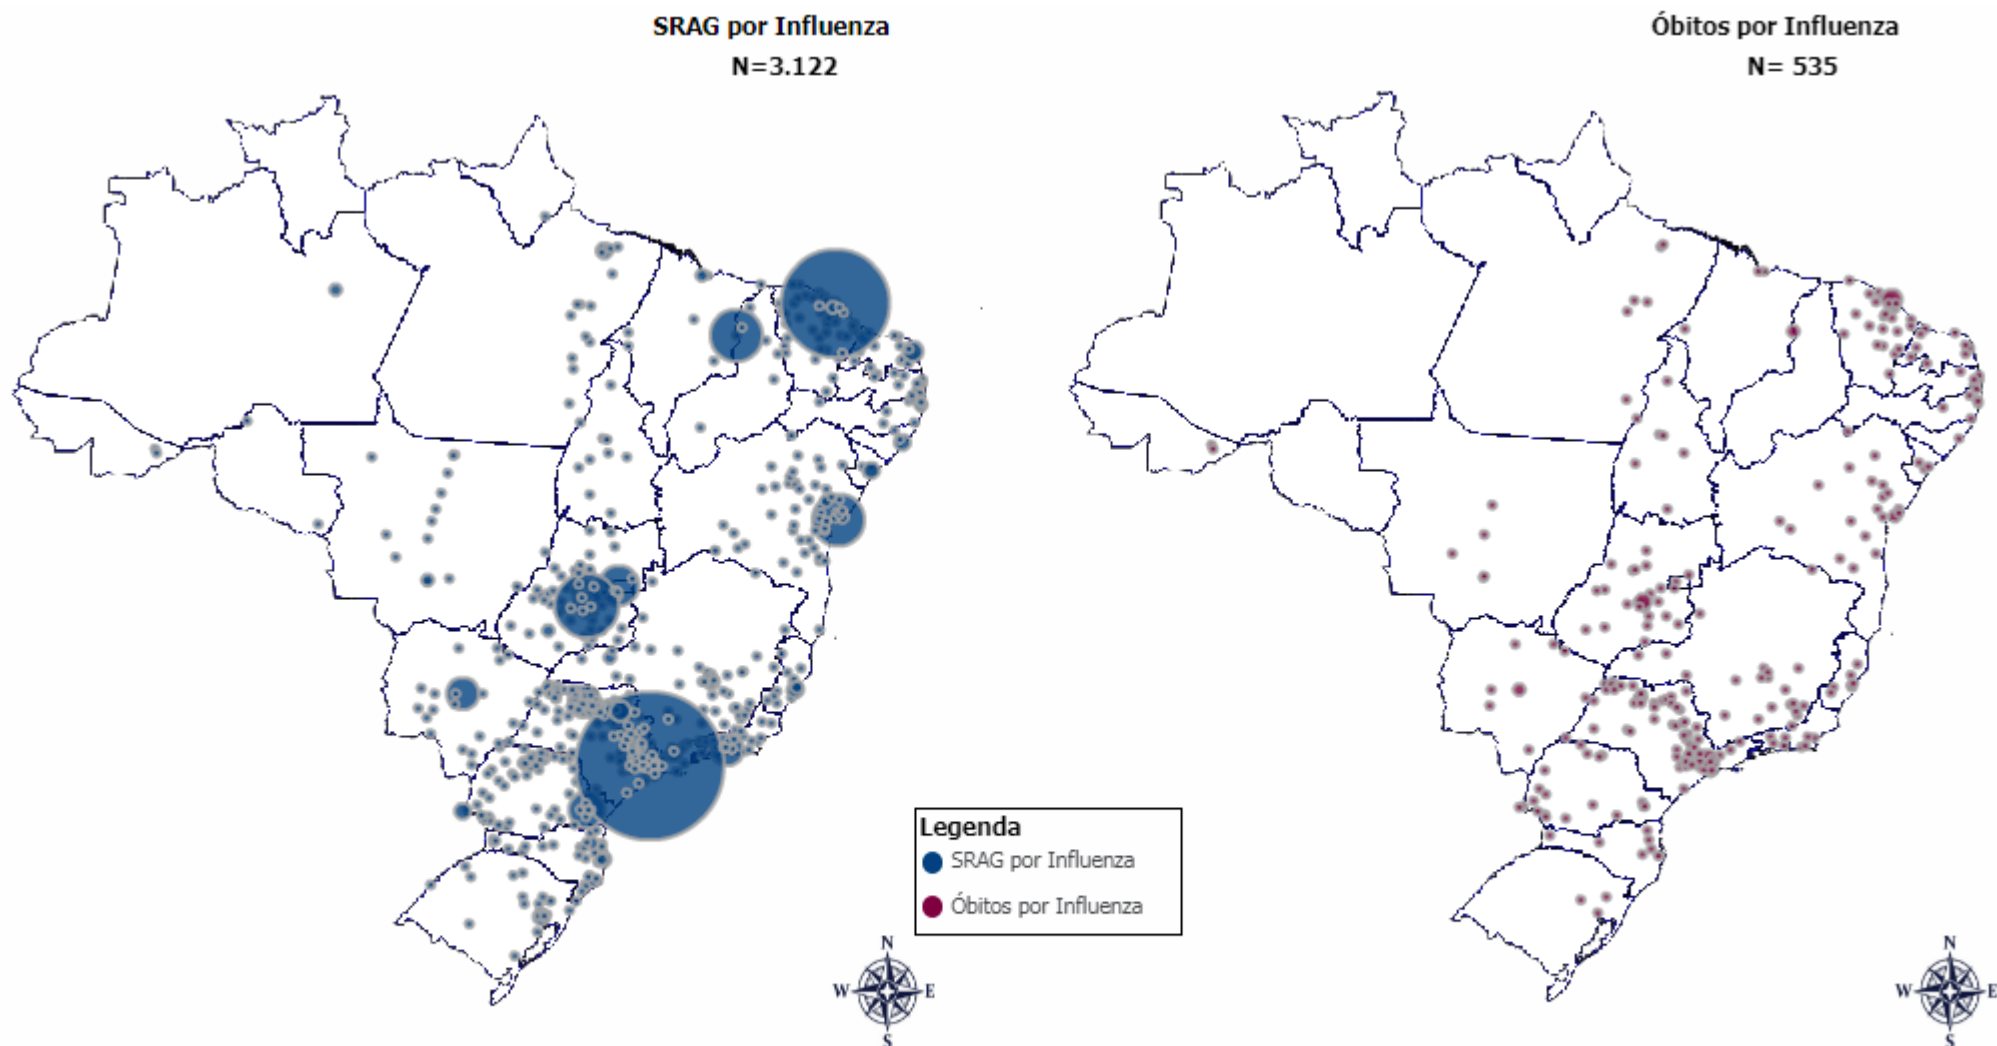 SRAG por Influenza
N=3.122
Óbitos por Influenza
N= 535
Legenda
SRAG por Influenza
Óbitos por Influenza
N
W E
S
N
W E
S